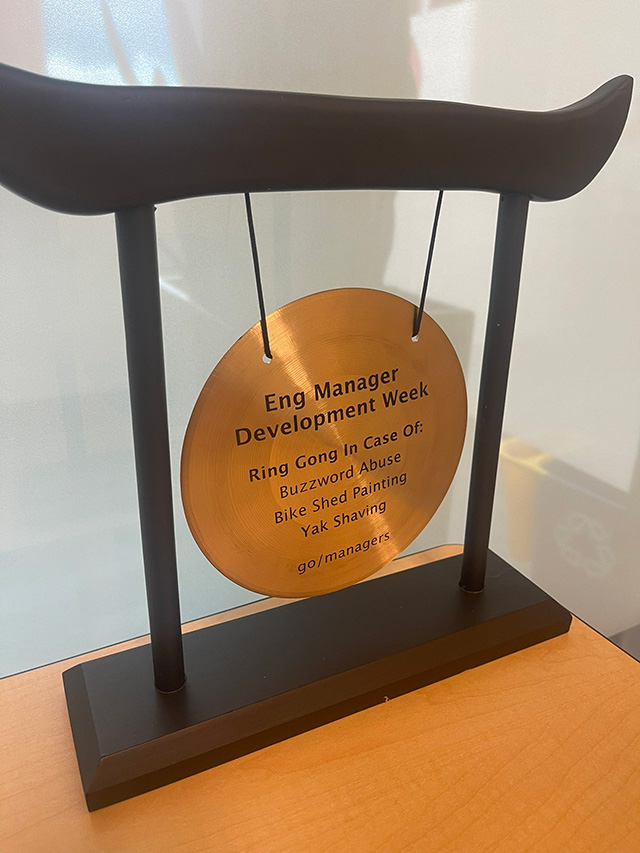 Eng Manager
Development Week
Ring Gong In Case Of:
Buzzword Abuse
Bike Shed Painting
Yak Shaving
go/managers